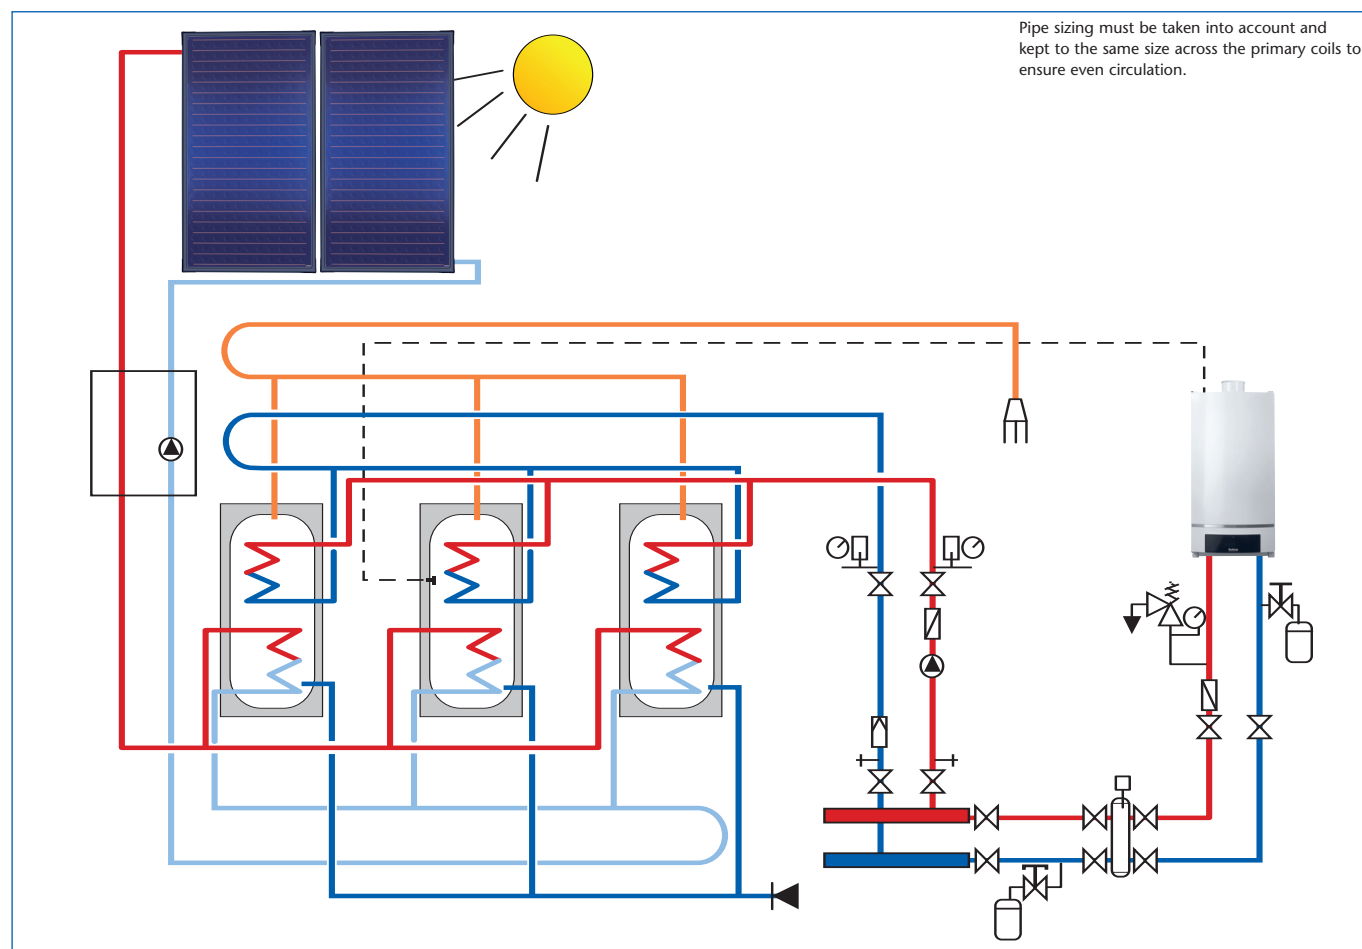 Pipe sizing must be taken into account and
kept to the same size across the primary coils to
ensure even circulation.